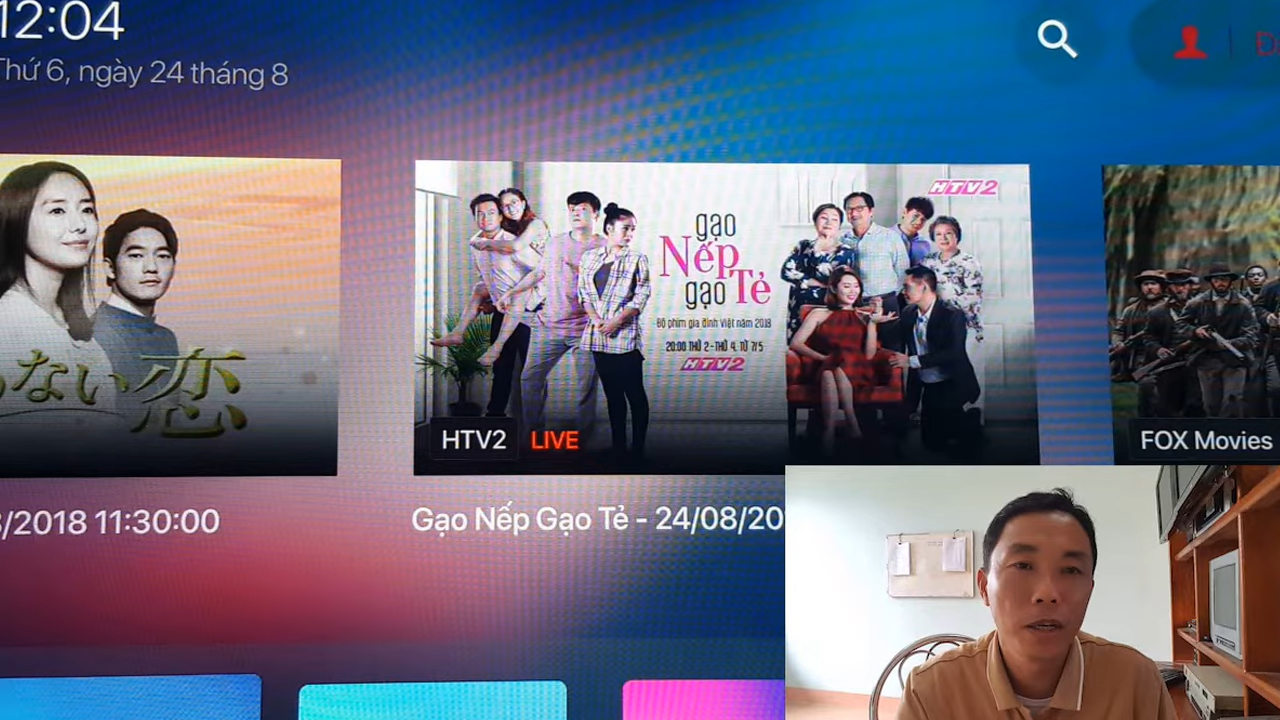 12:04
Thứ 6, ngày 24 tháng 8
Đ
ない恋
HTV2
gạo
Nếp
gạo Tẻ
Bộ phim gia đình Việt năm 2018
20:00 THỨ 2 - THỨ 4, TỪ 7/5
HTV2
HTV2 LIVE
FOX Movies
/2018 11:30:00
Gạo Nếp Gạo Tẻ - 24/08/20